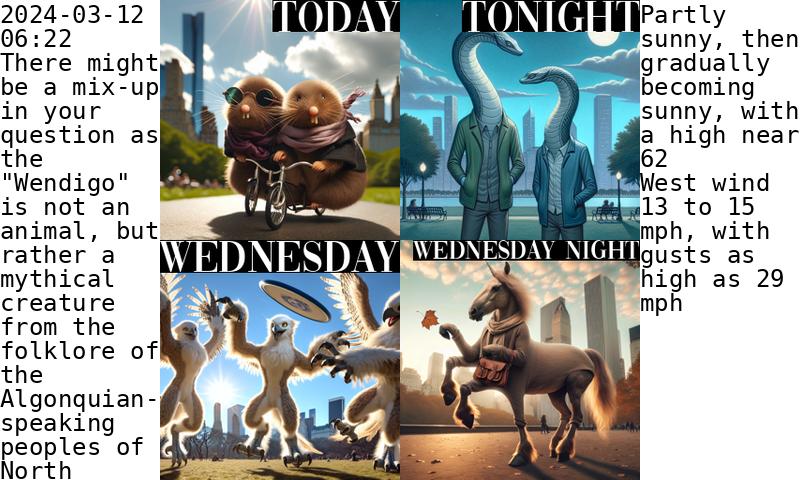 2024-03-12
06:22
There might
be a mix-up
in your
question as
the
"Wendigo"
is not an
animal, but
rather a
mythical
creature
from the
folklore of
the
Algonquian-
speaking
peoples of
North
TODAY
TONIGHT
WEDNESDAY
WEDNESDAY NIGHT
Partly
sunny, then
gradually
becoming
sunny, with
a high near
62
West wind
13 to 15
mph, with
gusts as
high as 29
mph